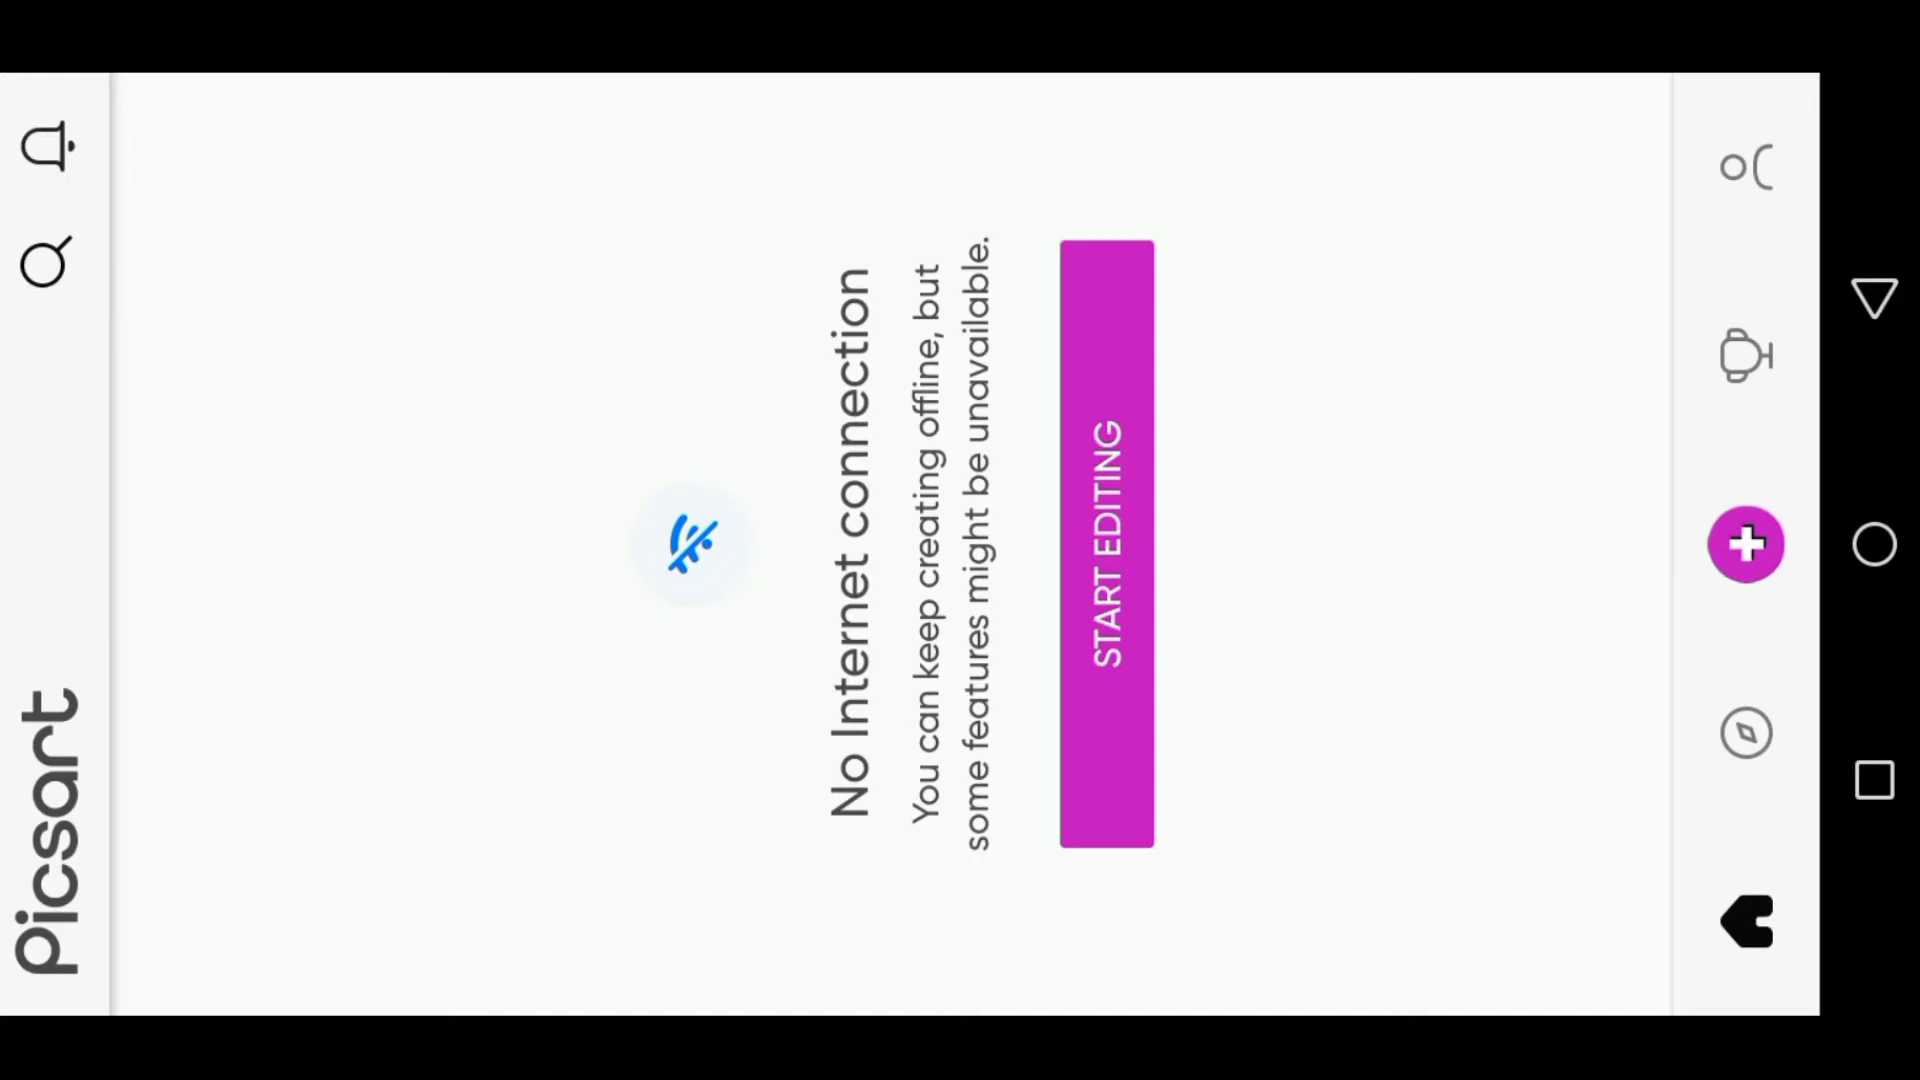 Picsart
No Internet connection
You can keep creating offline, but
some features might be unavailable.
START EDITING